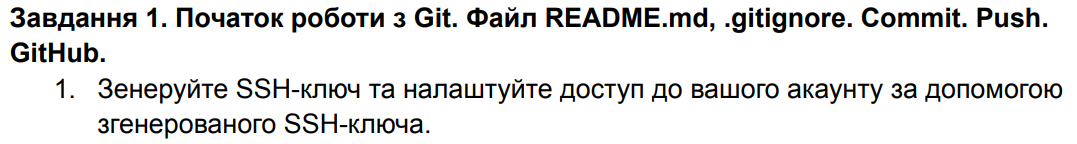 Завдання 1. Початок роботи з Git. Файл README.md, .gitignore. Commit. Push.
GitHub.
1. Зенеруйте SSH-ключ та налаштуйте доступ до вашого акаунту за допомогою
згенерованого SSH-ключа.